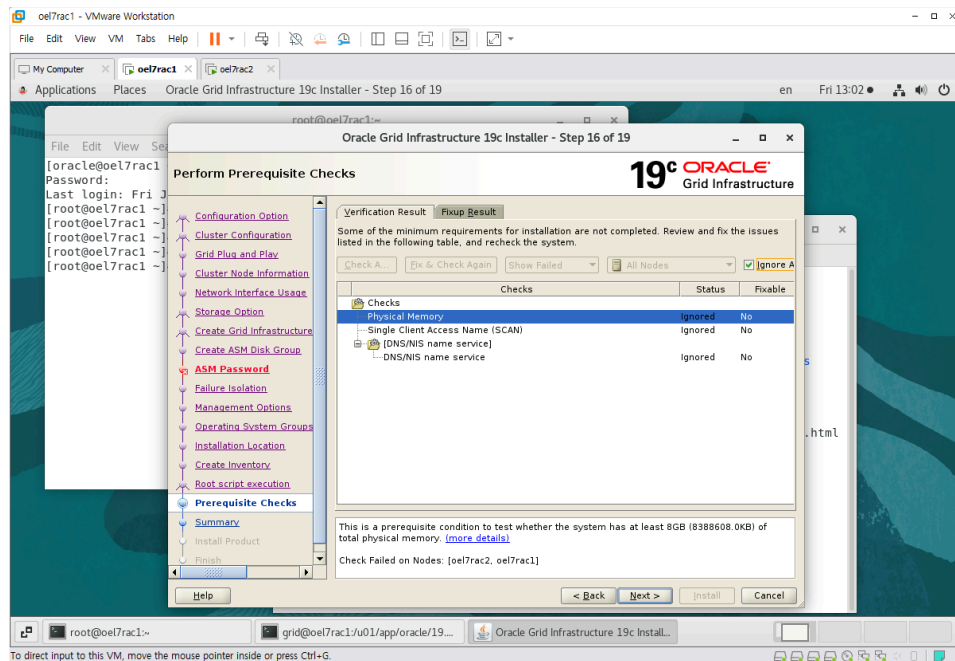 oel7rac1 - VMware Workstation
File Edit View VM Tabs Help
My Computer oel7rac1 oel7rac2
Applications Places Oracle Grid Infrastructure 19c Installer - Step 16 of 19 en Fri 13:02
root@oel7rac1:~
File Edit View Sea
[oracle@oel7rac1
Password:
Last login: Fri J
[root@oel7rac1 ~]
[root@oel7rac1 ~]
[root@oel7rac1 ~]
[root@oel7rac1 ~]
[root@oel7rac1 ~]
s
.html
Oracle Grid Infrastructure 19c Installer - Step 16 of 19
Perform Prerequisite Checks
19c ORACLE
Grid Infrastructure
Configuration Option
Cluster Configuration
Grid Plug and Play
Cluster Node Information
Network Interface Usage
Storage Option
Create Grid Infrastructure
Create ASM Disk Group
ASM Password
Failure Isolation
Management Options
Operating System Groups
Installation Location
Create Inventory
Root script execution
Prerequisite Checks
Summary
Install Product
Finish
Verification Result Fixup Result
Some of the minimum requirements for installation are not completed. Review and fix the issues
listed in the following table, and recheck the system.
Check A... Fix & Check Again Show Failed All Nodes Ignore A
Checks Status Fixable
Checks
Physical Memory Ignored No
Single Client Access Name (SCAN) Ignored No
[DNS/NIS name service]
DNS/NIS name service Ignored No
This is a prerequisite condition to test whether the system has at least 8GB (8388608.0KB) of
total physical memory. (more details)
Check Failed on Nodes: [oel7rac2, oel7rac1]
Help < Back Next > Install Cancel
root@oel7rac1:~ grid@oel7rac1:/u01/app/oracle/19.... Oracle Grid Infrastructure 19c Install...
To direct input to this VM, move the mouse pointer inside or press Ctrl+G.